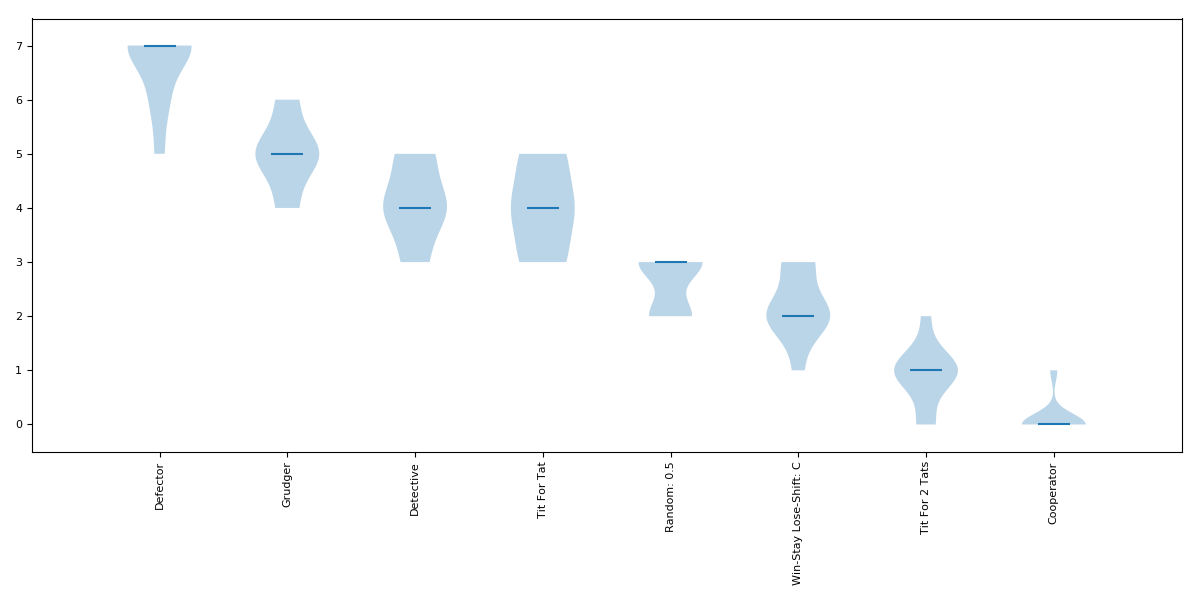 7
6
5
4
3
2
1
0
Defector
Grudger
Detective
Tit For Tat
Random: 0.5
Win-Stay Lose-Shift: C
Tit For 2 Tats
Cooperator